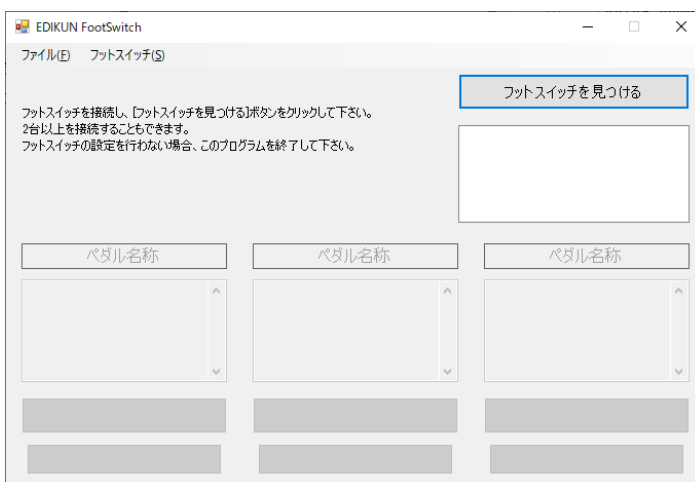 EDIKUN FootSwitch
ファイル(F) フットスイッチ(S)
フットスイッチを見つける
フットスイッチを接続し、[フットスイッチを見つける]ボタンをクリックして下さい。
2台以上を接続することもできます。
フットスイッチの設定を行わない場合、このプログラムを終了して下さい。
ペダル名称 ペダル名称 ペダル名称